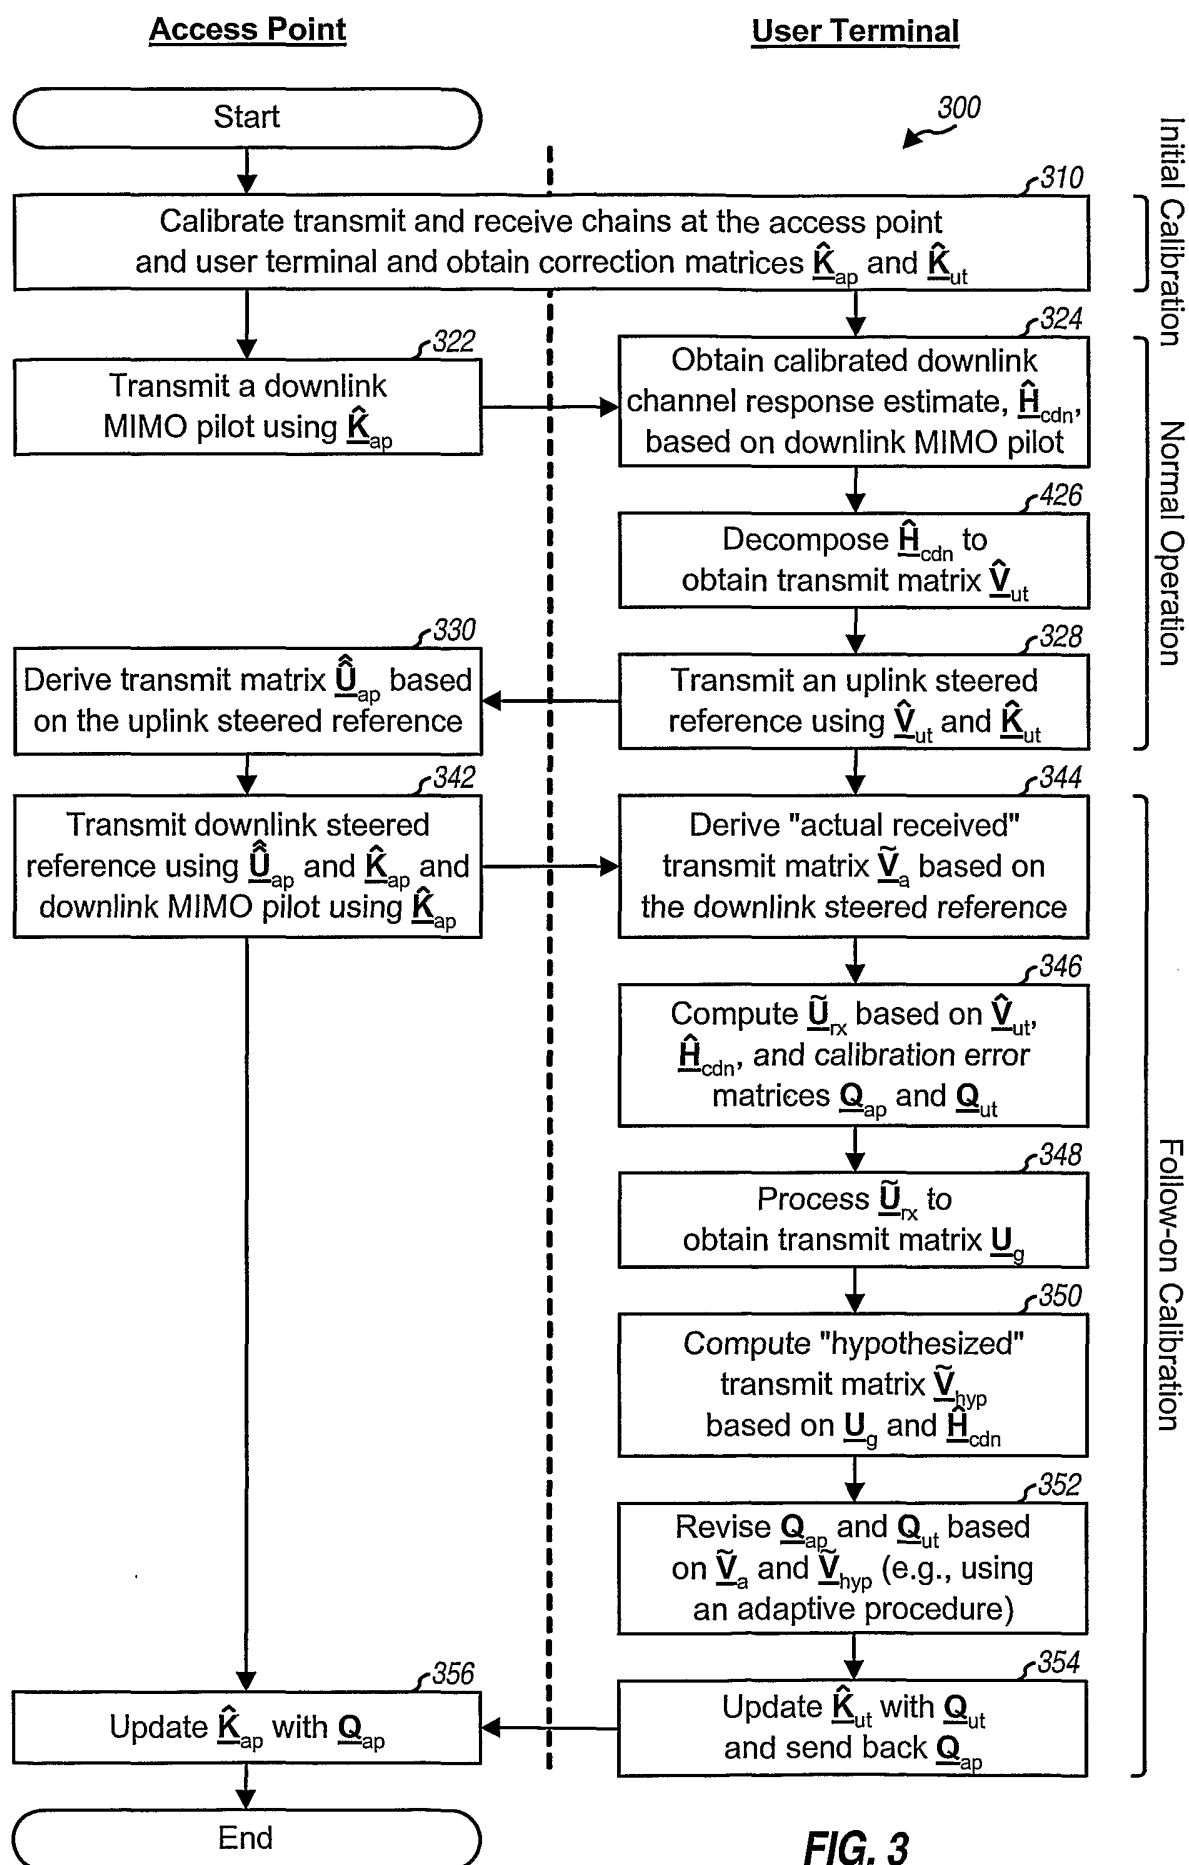 Access Point
User Terminal
Start
300
310
Calibrate transmit and receive chains at the access point
and user terminal and obtain correction matrices K̂ap and K̂ut
Initial Calibration
322
Transmit a downlink
MIMO pilot using K̂ap
324
Obtain calibrated downlink
channel response estimate, Ĥcdn,
based on downlink MIMO pilot
426
Decompose Ĥcdn to
obtain transmit matrix V̂ut
Normal Operation
330
Derive transmit matrix Û̂ap based
on the uplink steered reference
328
Transmit an uplink steered
reference using V̂ut and K̂ut
342
Transmit downlink steered
reference using Û̂ap and K̂ap and
downlink MIMO pilot using K̂ap
344
Derive "actual received"
transmit matrix Ṽa based on
the downlink steered reference
346
Compute Ũrx based on V̂ut,
Ĥcdn, and calibration error
matrices Qap and Qut
348
Process Ũrx to
obtain transmit matrix Ug
350
Compute "hypothesized"
transmit matrix Ṽhyp
based on Ug and Ĥcdn
Follow-on Calibration
352
Revise Qap and Qut based
on Ṽa and Ṽhyp (e.g., using
an adaptive procedure)
356
Update K̂ap with Qap
354
Update K̂ut with Qut
and send back Qap
End
FIG. 3